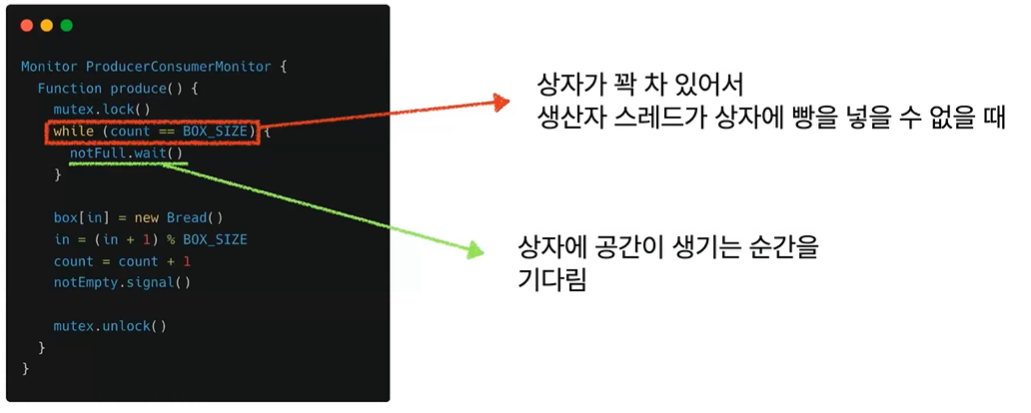 Monitor ProducerConsumerMonitor {
Function produce() {
mutex.lock()
while (count == BOX_SIZE) {
notFull.wait()
}
box[in] = new Bread()
in = (in + 1) % BOX_SIZE
count = count + 1
notEmpty.signal()
mutex.unlock()
}
}
상자가 꽉 차 있어서
생산자 스레드가 상자에 빵을 넣을 수 없을 때
상자에 공간이 생기는 순간을
기다림